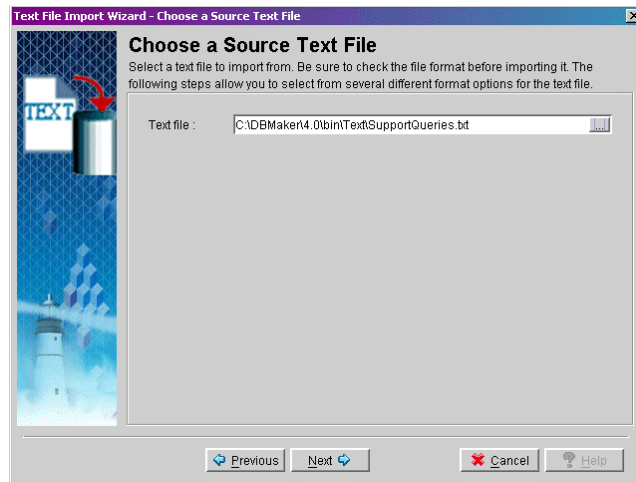 Text File Import Wizard - Choose a Source Text File
Choose a Source Text File
Select a text file to import from. Be sure to check the file format before importing it. The
following steps allow you to select from several different format options for the text file.
TEXT
Text file : C:\DBMaker\4.0\bin\Text\SupportQueries.txt ...
Previous Next Cancel Help